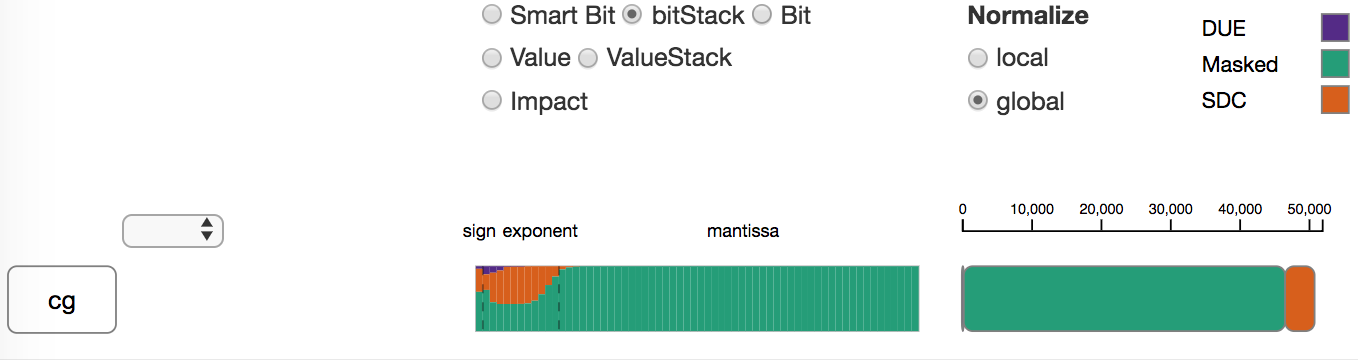 Smart Bit bitStack Bit
Value ValueStack
Impact
Normalize
local
global
DUE
Masked
SDC
sign exponent mantissa
0 10,000 20,000 30,000 40,000 50,000
cg